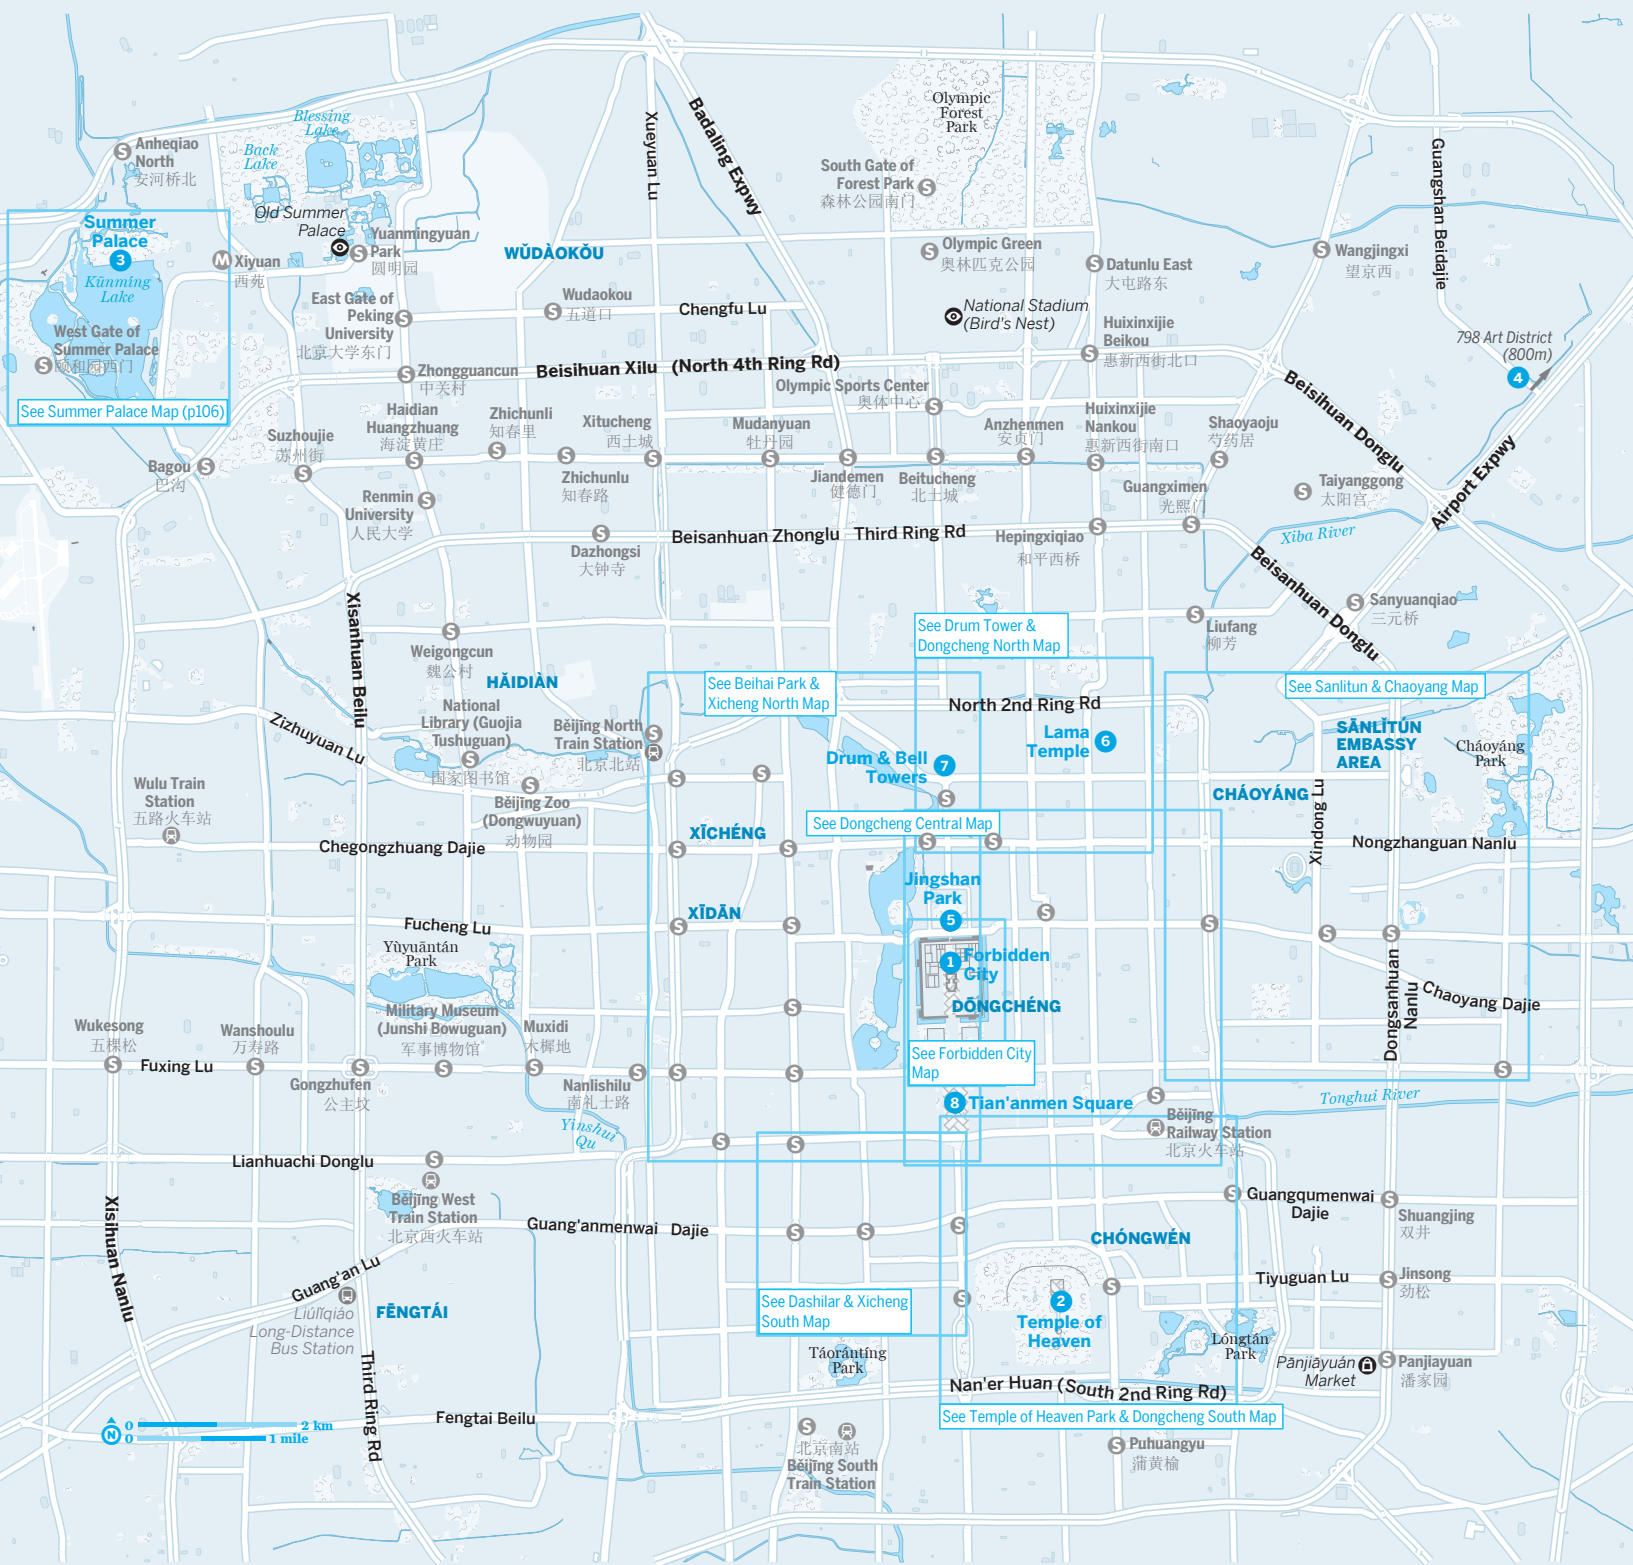 Blessing
Lake
Back
Lake
Anheqiao
North
安河桥北
Xueyuan Lu
Badaling Expwy
Olympic
Forest
Park
Guangshan Beidajie
South Gate of
Forest Park
森林公园南门
Summer
Palace
3
Kūnmíng
Lake
West Gate of
Summer Palace
颐和园西门
See Summer Palace Map (p106)
Old Summer
Palace
Yuanmingyuan
Park
圆明园
Xiyuan
西苑
WǓDÀOKǑU
Olympic Green
奥林匹克公园
Datunlu East
大屯路东
Wangjingxi
望京西
East Gate of
Peking
University
北京大学东门
Wudaokou
五道口
Chengfu Lu
National Stadium
(Bird's Nest)
Huixinxijie
Beikou
惠新西街北口
798 Art District
(800m)
4
Zhongguancun
中关村
Beisihuan Xilu (North 4th Ring Rd)
Olympic Sports Center
奥体中心
Beisihuan Donglu
Airport Expwy
Haidian
Huangzhuang
海淀黄庄
Zhichunli
知春里
Xitucheng
西土城
Mudanyuan
牡丹园
Anzhenmen
安贞门
Huixinxijie
Nankou
惠新西街南口
Shaoyaoju
芍药居
Suzhoujie
苏州街
Bagou
巴沟
Zhichunlu
知春路
Jiandemen
健德门
Beitucheng
北土城
Guangximen
光熙门
Taiyanggong
太阳宫
Renmin
University
人民大学
Dazhongsi
大钟寺
Beisanhuan Zhonglu Third Ring Rd
Hepingxiqiao
和平西桥
Xiba River
Beisanhuan Donglu
Xisanhuan Beilu
Sanyuanqiao
三元桥
Liufang
柳芳
See Drum Tower &
Dongcheng North Map
Weigongcun
魏公村
HǍIDIÀN
See Beihai Park &
Xicheng North Map
See Sanlitun & Chaoyang Map
Zizhuyuan Lu
National
Library (Guojia
Tushuguan)
国家图书馆
Běijīng North
Train Station
北京北站
North 2nd Ring Rd
Lama
Temple
6
SĀNLǏTÚN
EMBASSY
AREA
Cháoyáng
Park
Drum & Bell
Towers
7
Wulu Train
Station
五路火车站
Běijīng Zoo
(Dongwuyuan)
动物园
CHÁOYÁNG
Xindong Lu
See Dongcheng Central Map
XĪCHÉNG
Chegongzhuang Dajie
Nongzhanguan Nanlu
Jingshan
Park
5
XĪDĀN
Fucheng Lu
Yùyuāntán
Park
1
Forbidden
City
DŌNGCHÉNG
Dongsanhuan
Nanlu
Chaoyang Dajie
Military Museum
(Junshi Bowuguan)
军事博物馆
Muxidi
木樨地
Wukesong
五棵松
Wanshoulu
万寿路
Fuxing Lu
Gongzhufen
公主坟
Nanlishilu
南礼士路
See Forbidden City
Map
8
Tian'anmen Square
Tonghui River
Yinshui
Qu
Běijīng
Railway Station
北京火车站
Lianhuachi Donglu
Běijīng West
Train Station
北京西火车站
Xisihuan Nanlu
Guang'anmenwai Dajie
Guangqumenwai
Dajie
Shuangjing
双井
CHÓNGWÉN
Guang'an Lu
Liúlǐqiáo
Long-Distance
Bus Station
FĒNGTÁI
See Dashilar & Xicheng
South Map
2
Temple of
Heaven
Tiyuguan Lu
Jinsong
劲松
Lóngtán
Park
Táorántíng
Park
Pānjiāyuán
Market
Panjiayuan
潘家园
Third Ring Rd
Nan'er Huan (South 2nd Ring Rd)
See Temple of Heaven Park & Dongcheng South Map
Fengtai Beilu
N
0
2 km
0
1 mile
北京南站
Běijīng South
Train Station
Puhuangyu
蒲黄榆